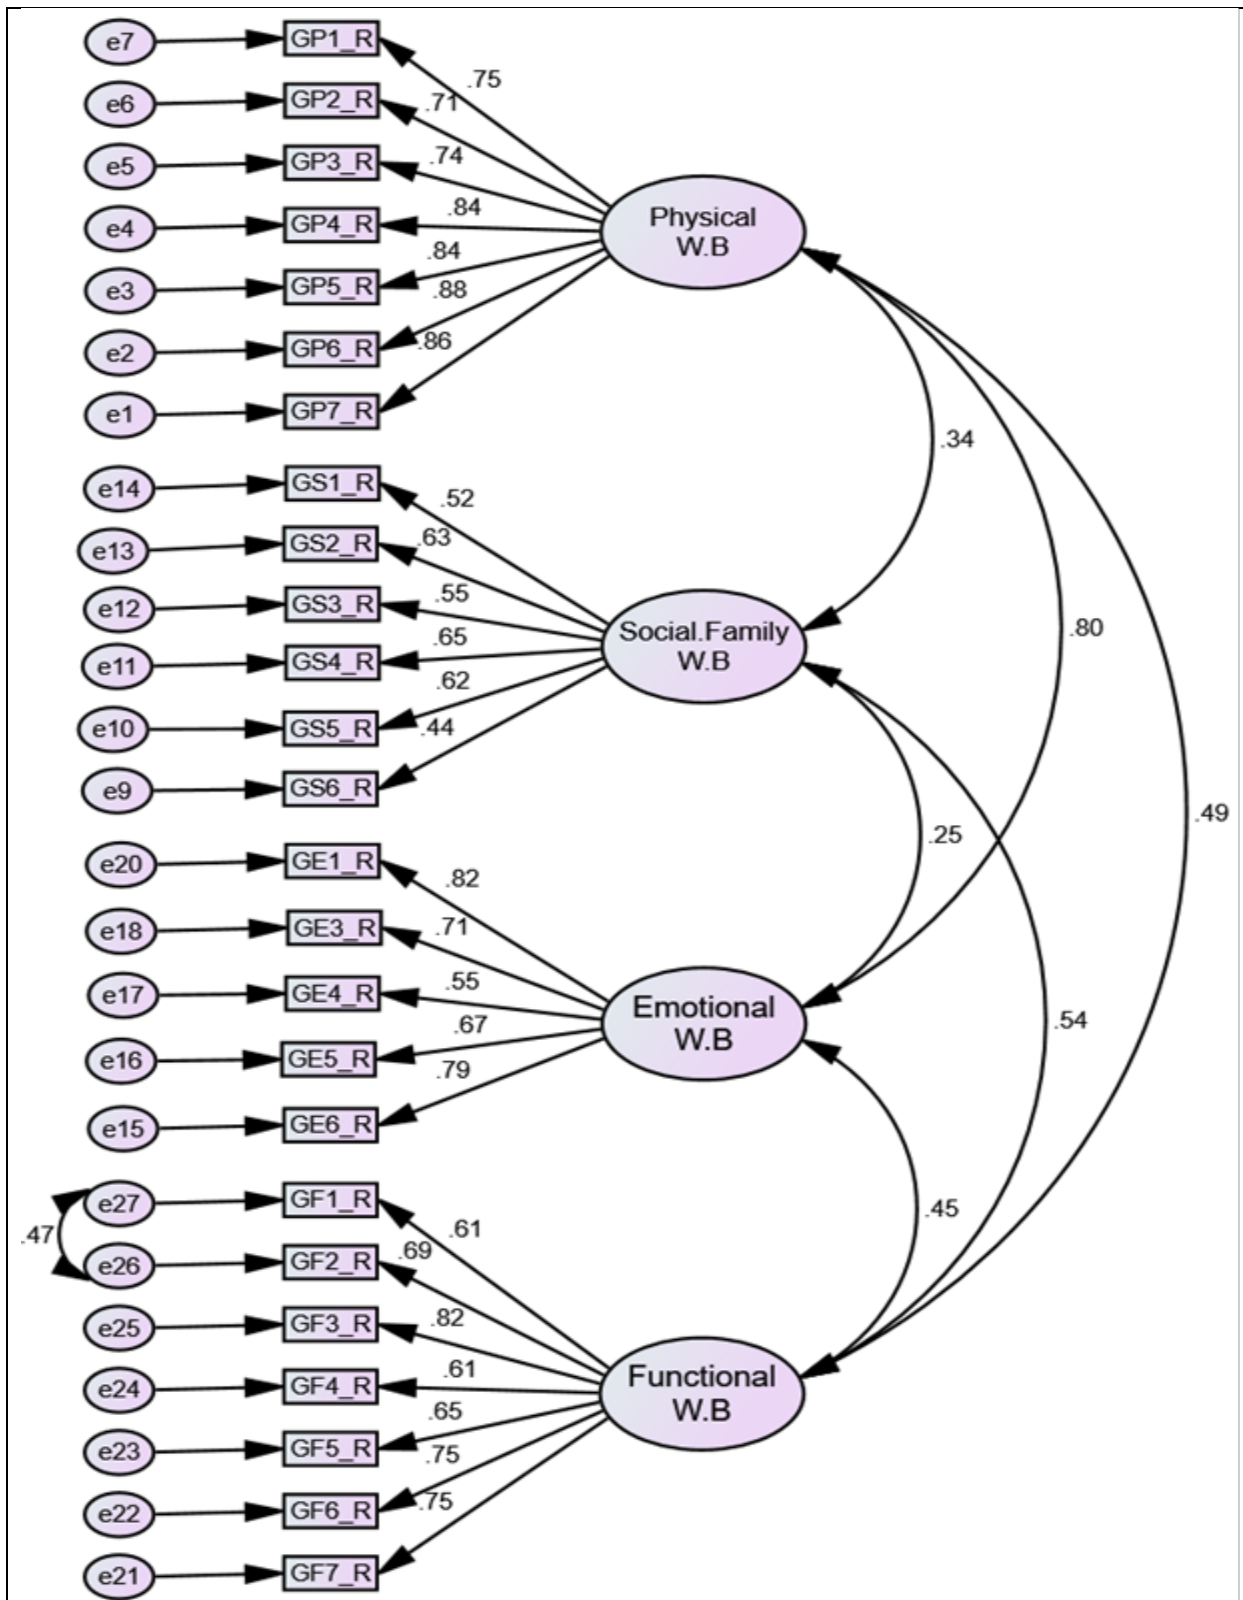 e7 GP1_R .75
e6 GP2_R .71
e5 GP3_R .74
e4 GP4_R .84
Physical
W.B
e3 GP5_R .84
e2 GP6_R .88
e1 GP7_R .86
.34
e14 GS1_R .52
e13 GS2_R .63
e12 GS3_R .55
e11 GS4_R .65
Social.Family
W.B
.80
e10 GS5_R .62
e9 GS6_R .44
.25
.49
e20 GE1_R .82
e18 GE3_R .71
e17 GE4_R .55
Emotional
W.B
.54
e16 GE5_R .67
e15 GE6_R .79
e27 GF1_R .61
.45
.47
e26 GF2_R .69
e25 GF3_R .82
e24 GF4_R .61
Functional
W.B
e23 GF5_R .65
e22 GF6_R .75
e21 GF7_R .75